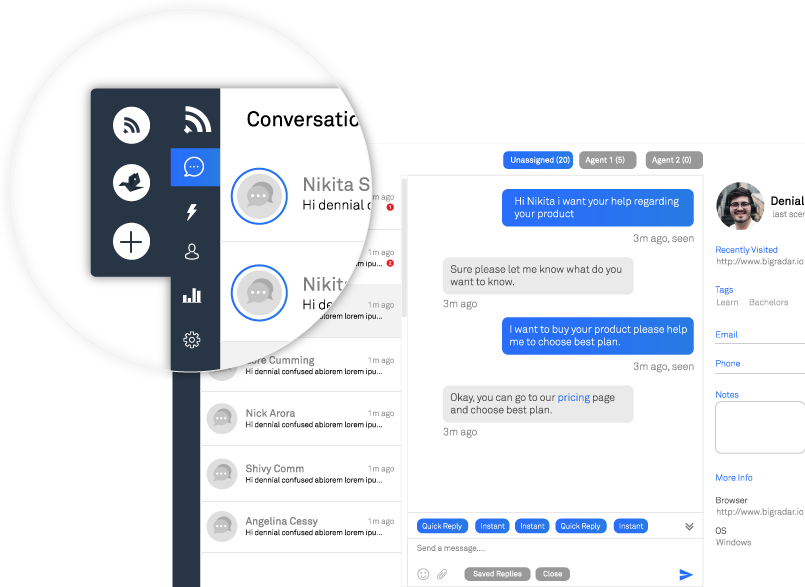 Conversatio
Nikita S
Hi dennial c
m ago
1
1m ago
ipu... 2
Nikit
Hi de
1m ago
blorem lorem ipu...
ore Cumming
1m ago
Hi dennial confused ablorem lorem ipu...
Nick Arora
1m ago
Hi dennial confused ablorem lorem ipu...
Shivy Comm
1m ago
Hi dennial confused ablorem lorem ipu...
Angelina Cessy
1m ago
Hi dennial confused ablorem lorem ipu...
Unassigned (20)
Agent 1 (5)
Agent 2 (0)
Hi Nikita i want your help regarding
your product
3m ago, seen
Sure please let me know what do you
want to know.
3m ago
I want to buy your product please help
me to choose best plan.
3m ago, seen
Okay, you can go to our pricing page
and choose best plan.
3m ago
Quick Reply
Instant
Instant
Quick Reply
Instant
Send a message....
Saved Replies
Close
Denial
last scen
Recently Visited
http://www.bigradar.io
Tags
Learn Bachelors
Email
Phone
Notes
More Info
Browser
http://www.bigradar.io
OS
Windows